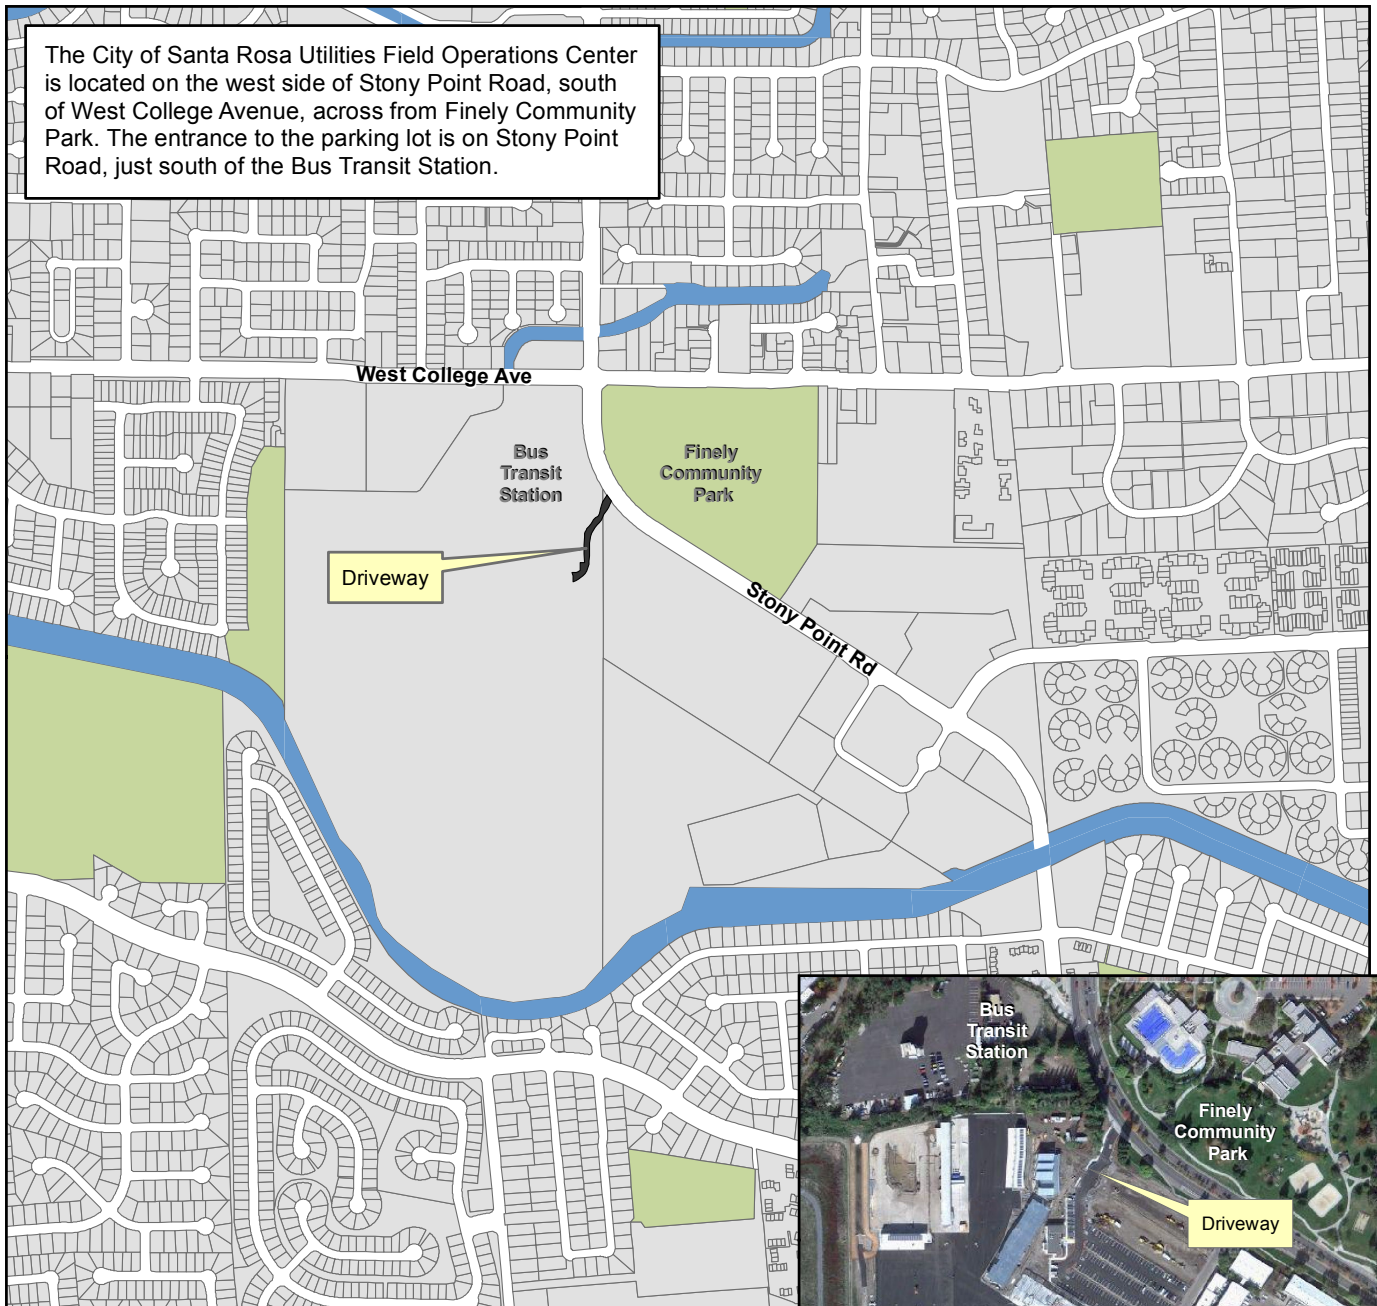 The City of Santa Rosa Utilities Field Operations Center
is located on the west side of Stony Point Road, south
of West College Avenue, across from Finely Community
Park. The entrance to the parking lot is on Stony Point
Road, just south of the Bus Transit Station.
West College Ave
Bus
Transit
Station
Finely
Community
Park
Driveway
Stony Point Rd
Bus
Transit
Station
Finely
Community
Park
Driveway